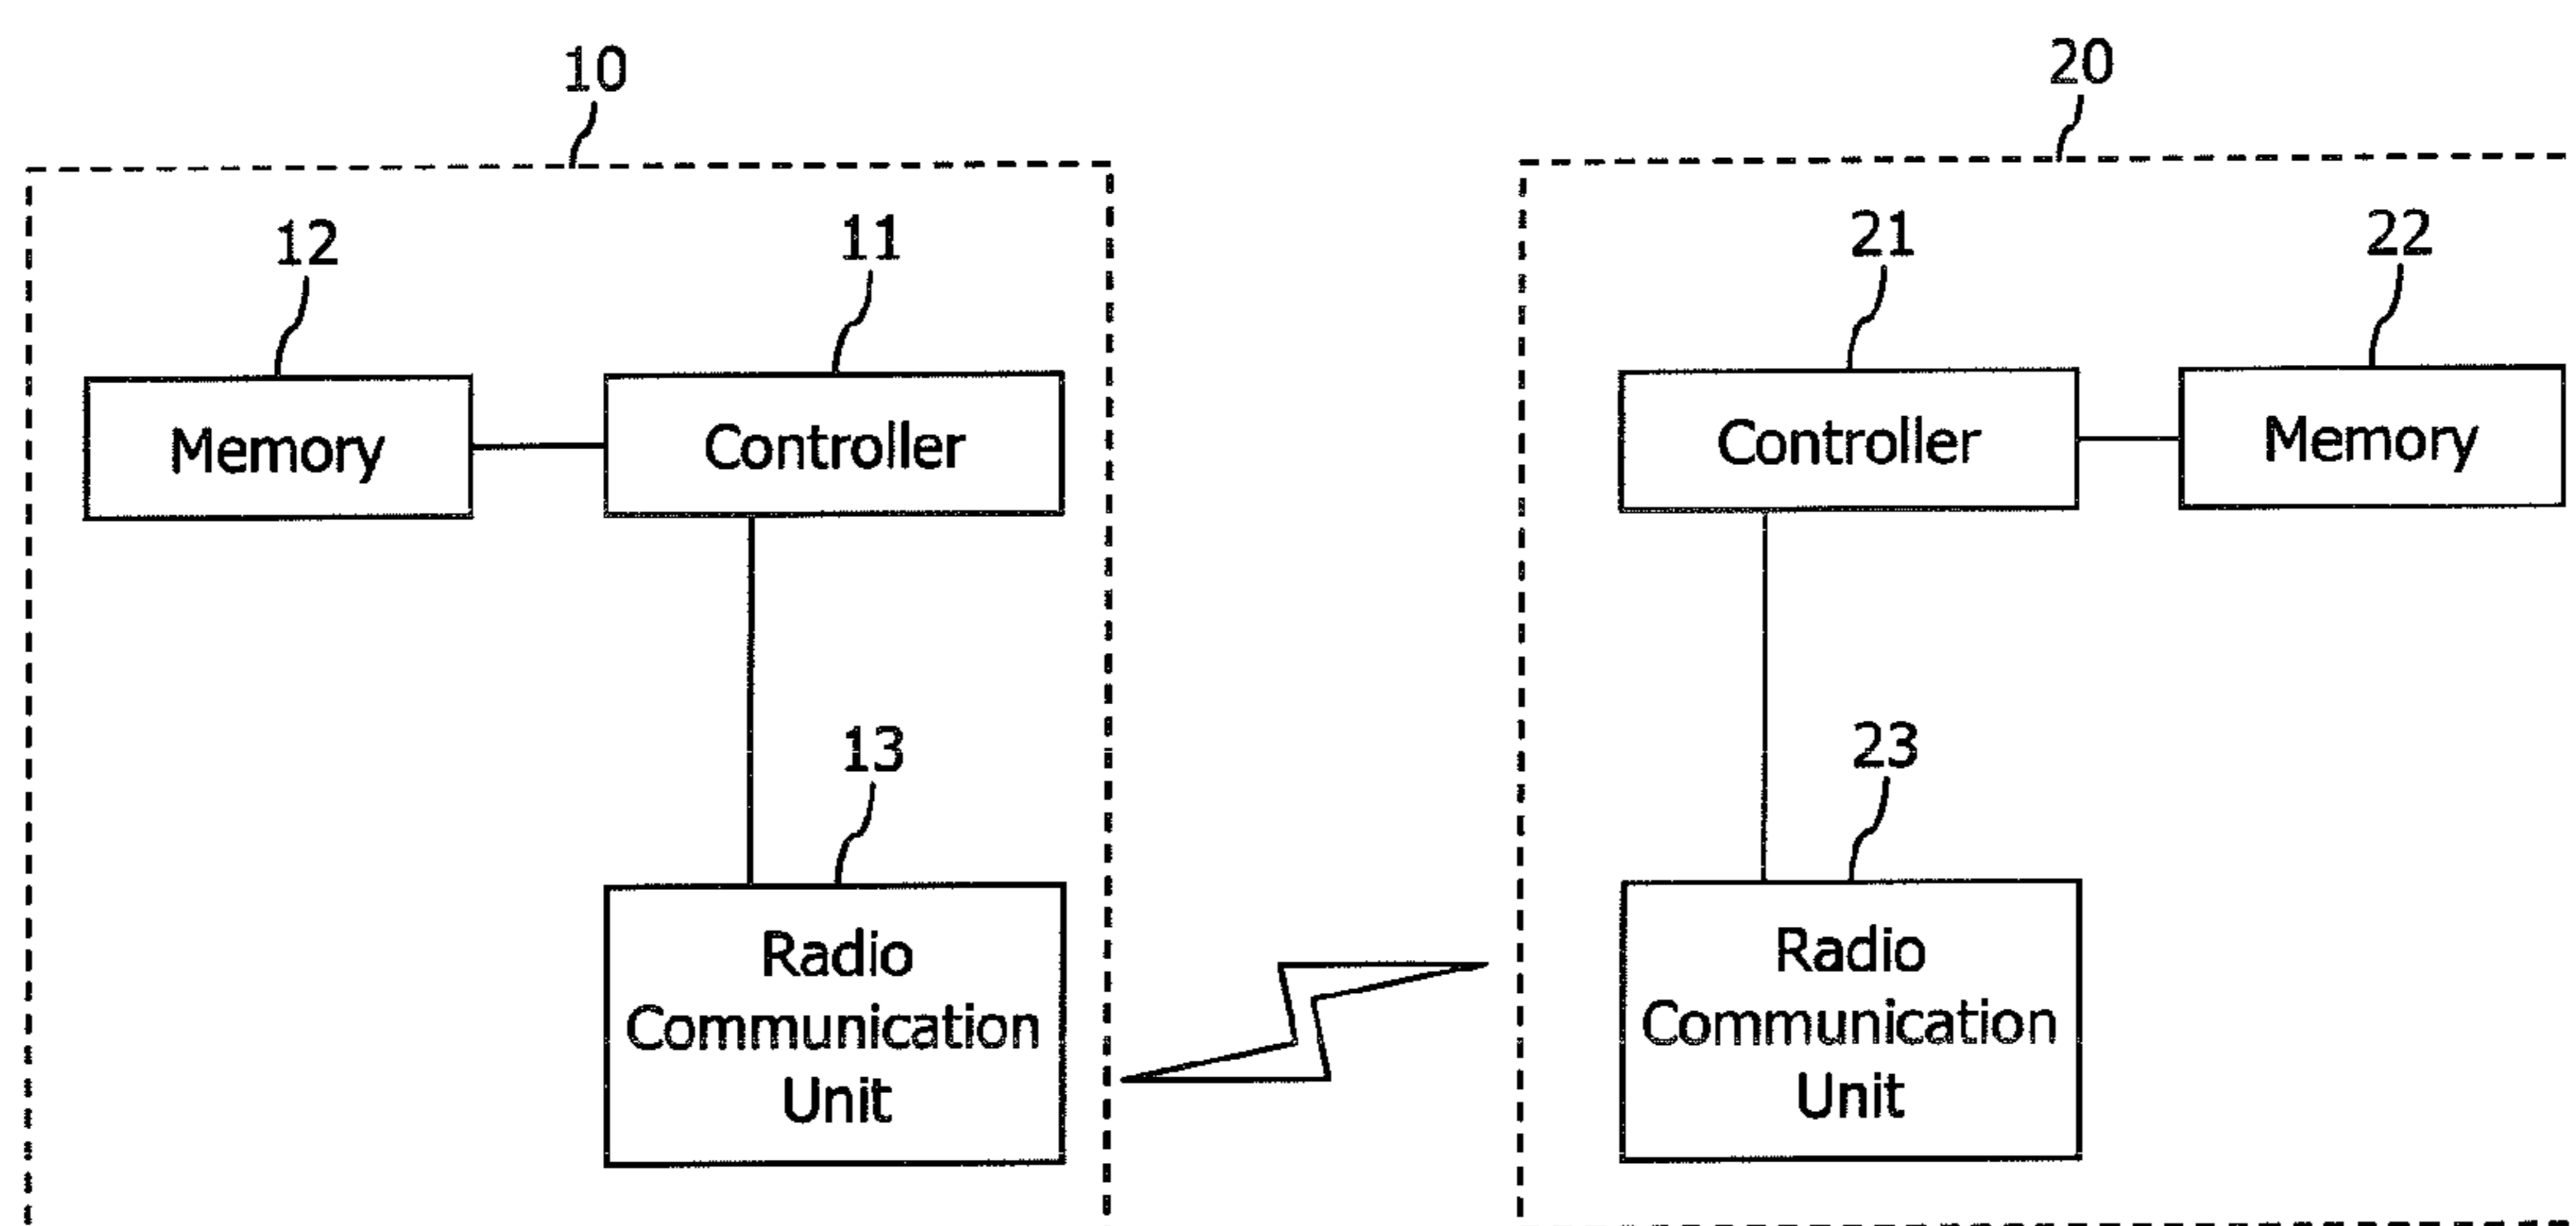 10
20
12
11
21
22
Memory
Controller
Controller
Memory
13
23
Radio
Communication
Unit
Radio
Communication
Unit